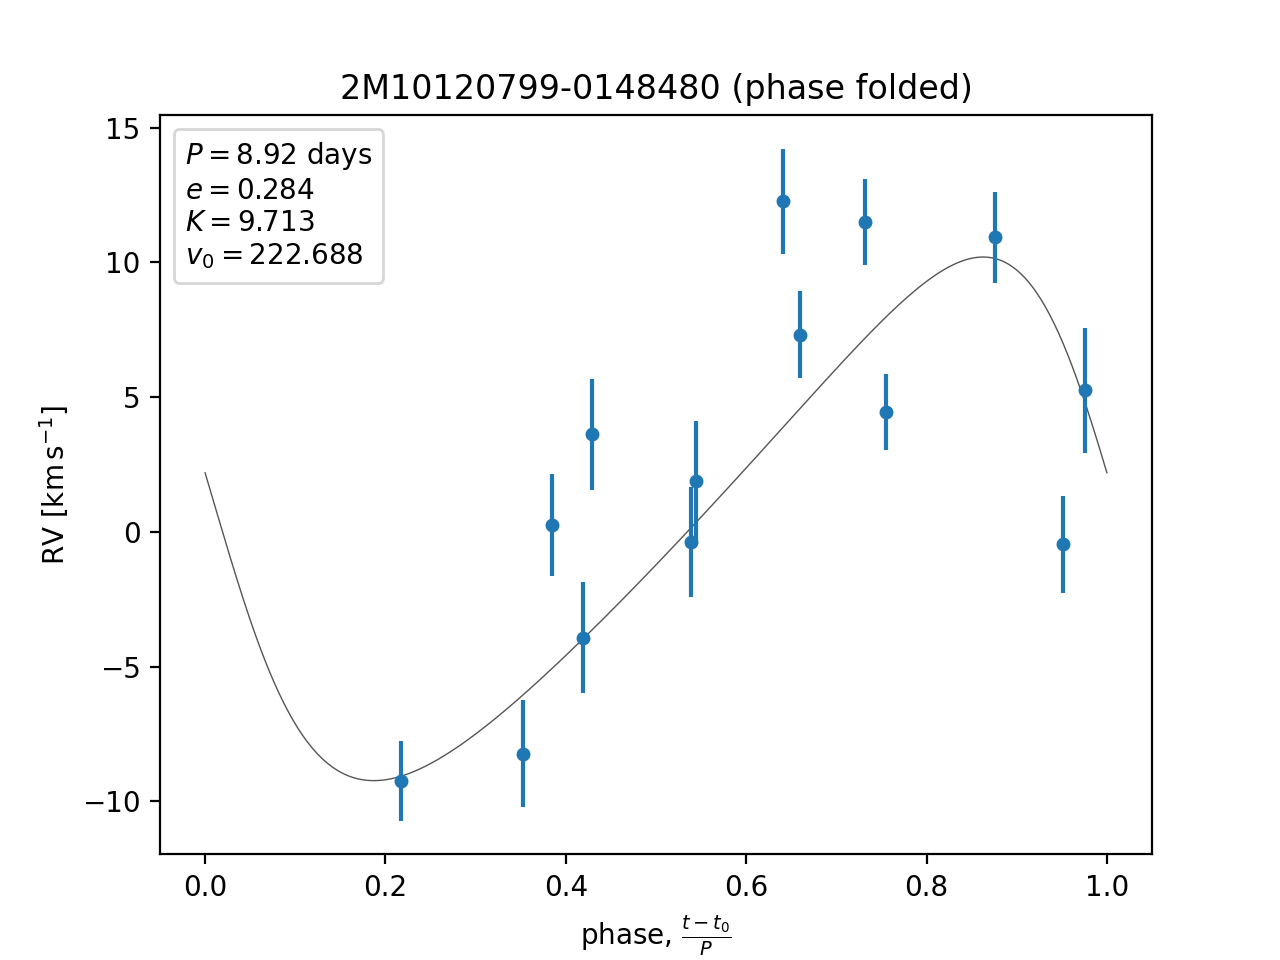 2M10120799-0148480 (phase folded)
P = 8.92 days
e = 0.284
K = 9.713
v₀ = 222.688
15
10
5
0
−5
−10
RV [km s⁻¹]
0.0 0.2 0.4 0.6 0.8 1.0
phase, (t − t₀)/P